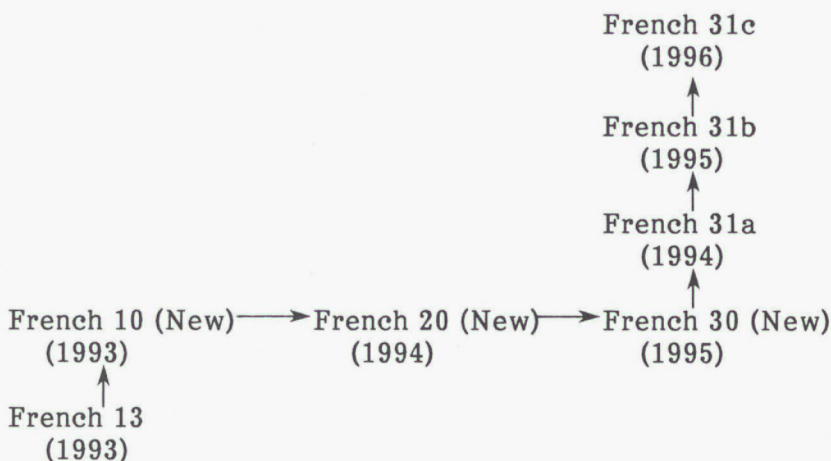 French 31c
(1996)
French 31b
(1995)
French 31a
(1994)
French 10 (New) French 20 (New) French 30 (New)
(1993) (1994) (1995)
French 13
(1993)